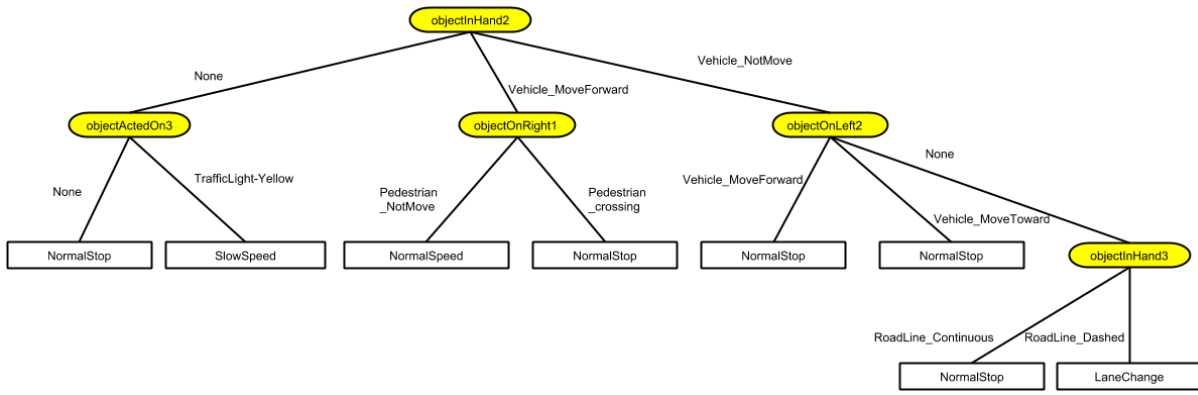 objectInHand2
None
Vehicle_MoveForward
Vehicle_NotMove
objectActedOn3
objectOnRight1
objectOnLeft2
None
TrafficLight-Yellow
Pedestrian
_NotMove
Pedestrian
_crossing
Vehicle_MoveForward
Vehicle_MoveToward
None
NormalStop
SlowSpeed
NormalSpeed
NormalStop
NormalStop
NormalStop
objectInHand3
RoadLine_Continuous
RoadLine_Dashed
NormalStop
LaneChange